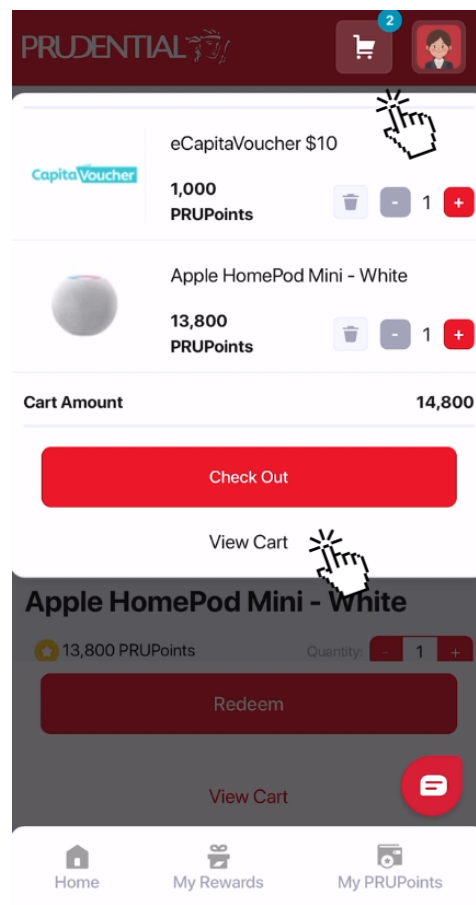 PRUDENTIAL
2
eCapitaVoucher $10
CapitaVoucher
1,000
PRUPoints
- 1 +
Apple HomePod Mini - White
13,800
PRUPoints
- 1 +
Cart Amount 14,800
Check Out
View Cart
Apple HomePod Mini - White
13,800 PRUPoints Quantity: - 1 +
Redeem
View Cart
Home My Rewards My PRUPoints